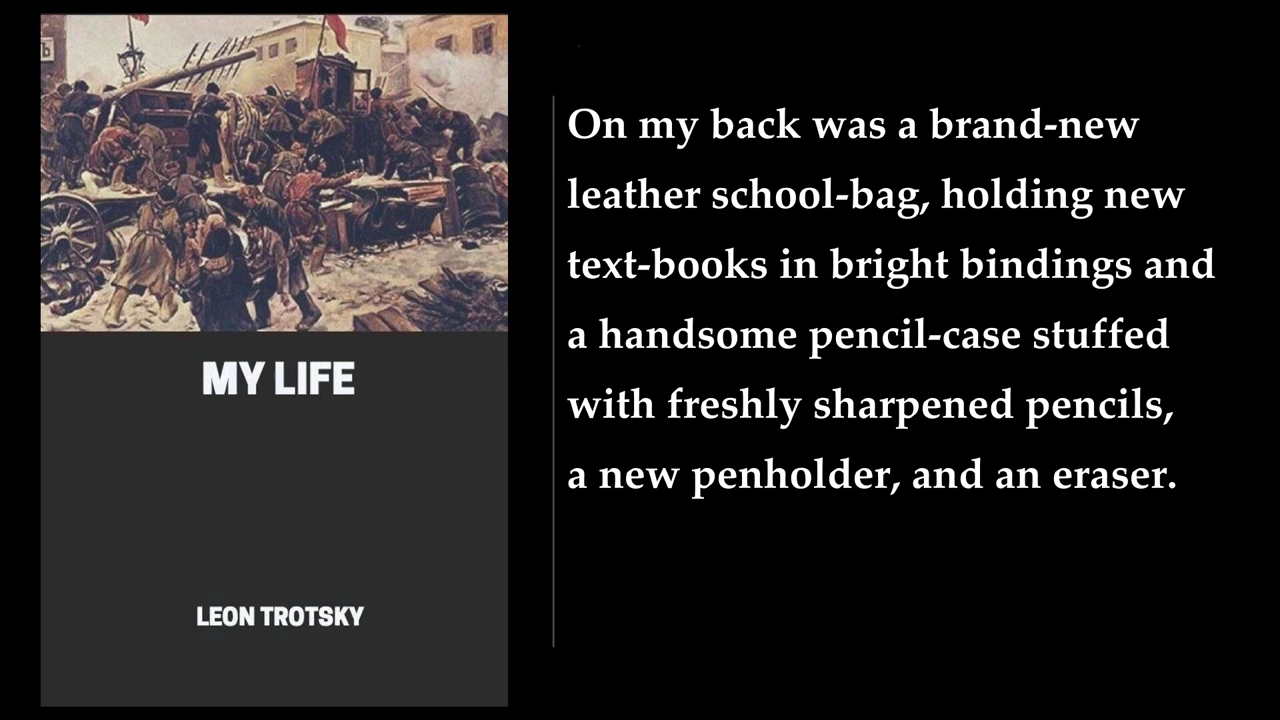 MY LIFE
LEON TROTSKY
On my back was a brand-new
leather school-bag, holding new
text-books in bright bindings and
a handsome pencil-case stuffed
with freshly sharpened pencils,
a new penholder, and an eraser.